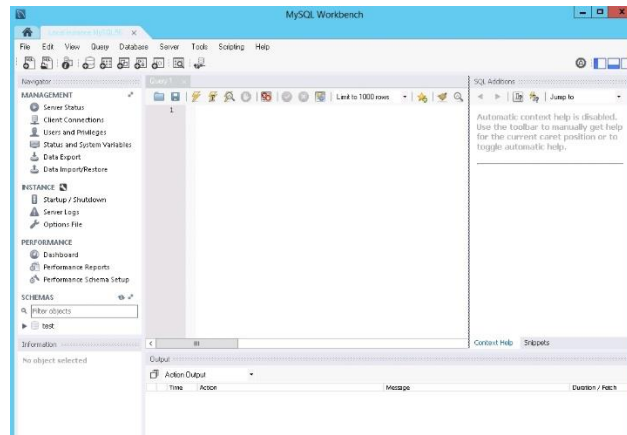 MySQL Workbench
File Edit View Query Database Server Tools Scripting Help
Navigator
Query 1
SQL Additions
MANAGEMENT
Server Status
Client Connections
Users and Privileges
Status and System Variables
Data Export
Data Import/Restore
INSTANCE
Startup / Shutdown
Server Logs
Options File
PERFORMANCE
Dashboard
Performance Reports
Performance Schema Setup
SCHEMAS
Filter objects
test
Information
No object selected
Limit to 1000 rows
1
Jump to
Automatic context help is disabled.
Use the toolbar to manually get help
for the current caret position or to
toggle automatic help.
Context Help Snippets
Output
Action Output
Time Action Message Duration / Fetch